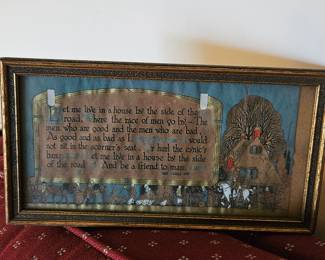 et me live in a house by the side of the
road, here the race of men go by - The
men who are good and the men who are bad,
As good and as bad as I would
not sit in the scorner's seat, r hurl the cynic's
ban et me live in a house by the side
of the road And be a friend to man.